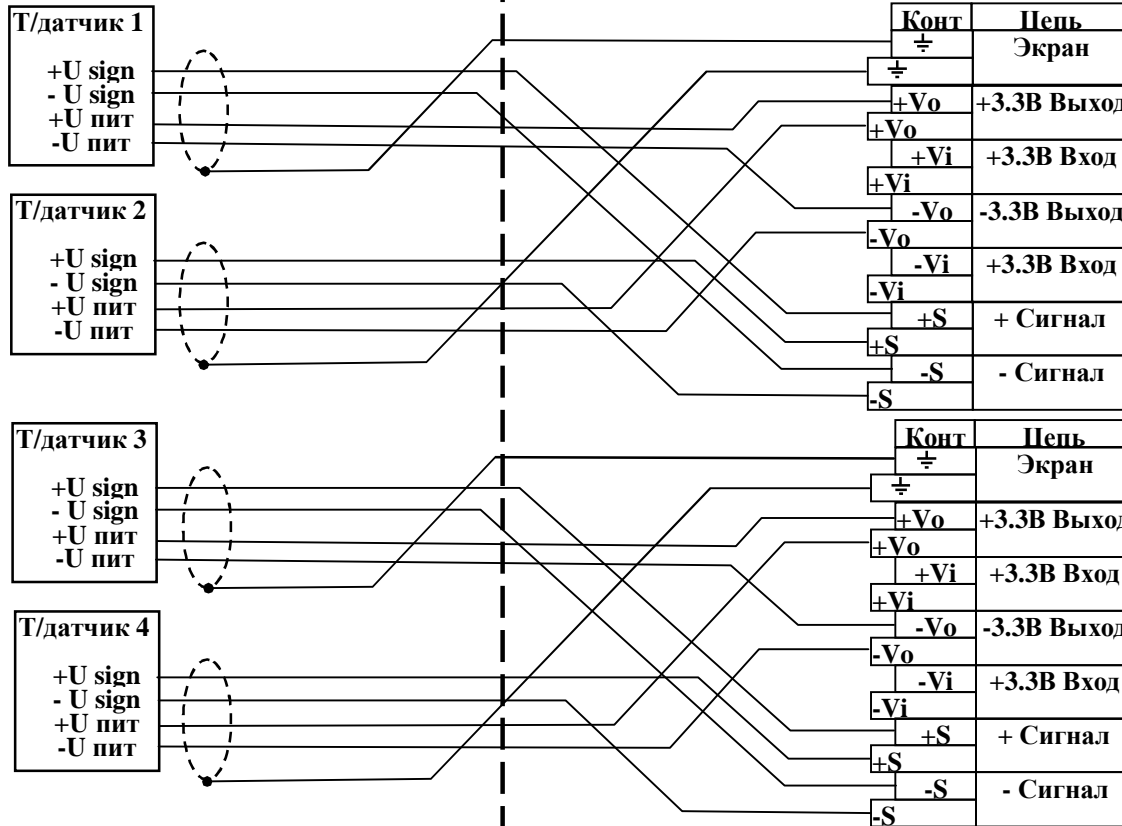 Т/датчик 1
+U sign
- U sign
+U пит
-U пит
Т/датчик 2
+U sign
- U sign
+U пит
-U пит
Конт Цепь
Экран
+Vo +3.3В Выход
+Vo
+Vi +3.3В Вход
+Vi
-Vo -3.3В Выход
-Vo
-Vi +3.3В Вход
-Vi
+S + Сигнал
+S
-S - Сигнал
-S
Т/датчик 3
+U sign
- U sign
+U пит
-U пит
Т/датчик 4
+U sign
- U sign
+U пит
-U пит
Конт Цепь
Экран
+Vo +3.3В Выход
+Vo
+Vi +3.3В Вход
+Vi
-Vo -3.3В Выход
-Vo
-Vi +3.3В Вход
-Vi
+S + Сигнал
+S
-S - Сигнал
-S